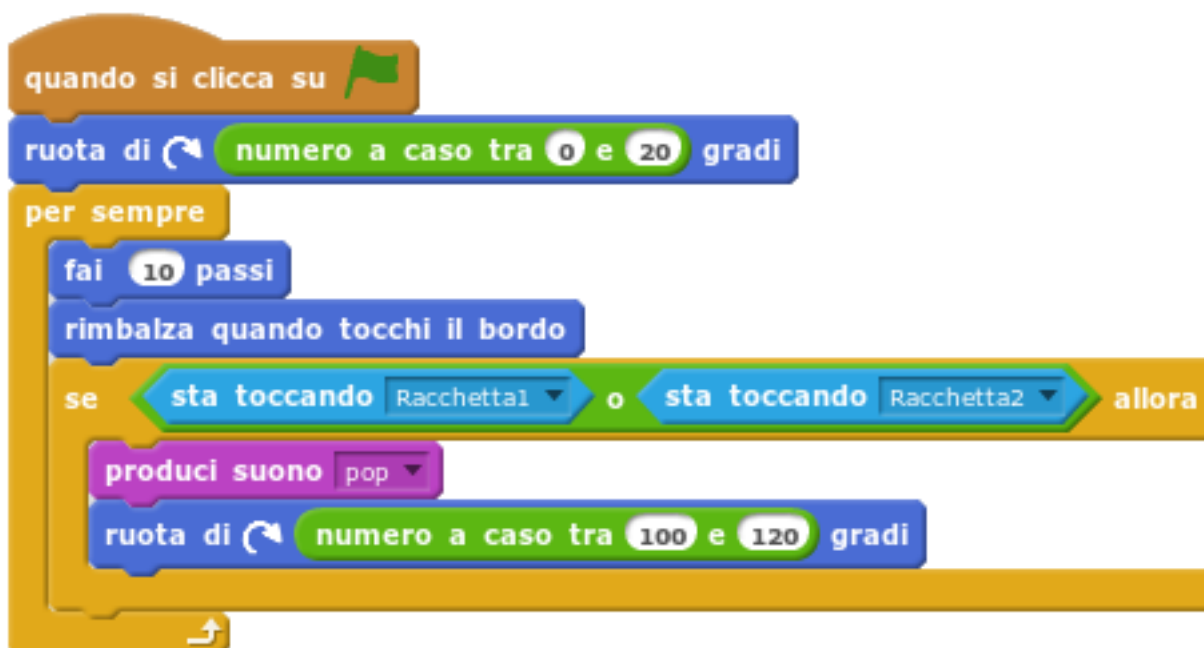 quando si clicca su
ruota di numero a caso tra 0 e 20 gradi
per sempre
fai 10 passi
rimbalza quando tocchi il bordo
se sta toccando Racchetta1 o sta toccando Racchetta2 allora
produci suono pop
ruota di numero a caso tra 100 e 120 gradi